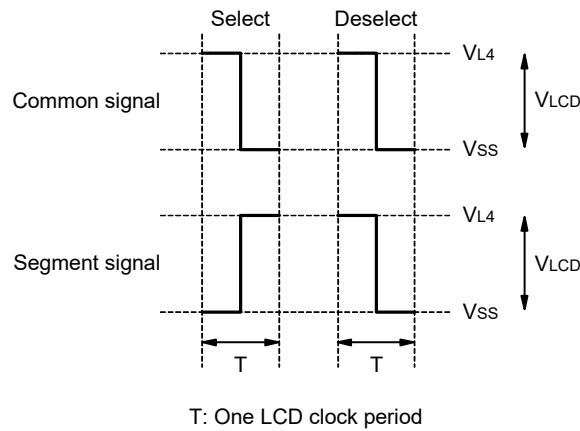 Select Deselect
VL4
Common signal
VLCD
VSS
VL4
Segment signal
VLCD
VSS
T T
T: One LCD clock period